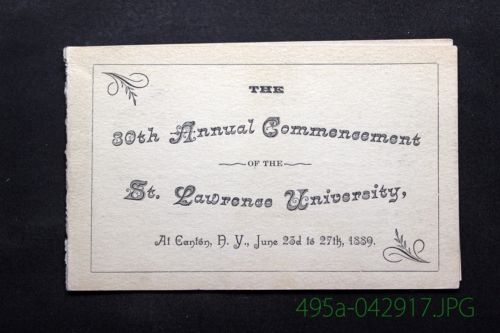 THE
30th Annual Commencement
OF THE
St. Lawrence University,
At Canton, N. Y., June 23d to 27th, 1889.
495a-042917.JPG